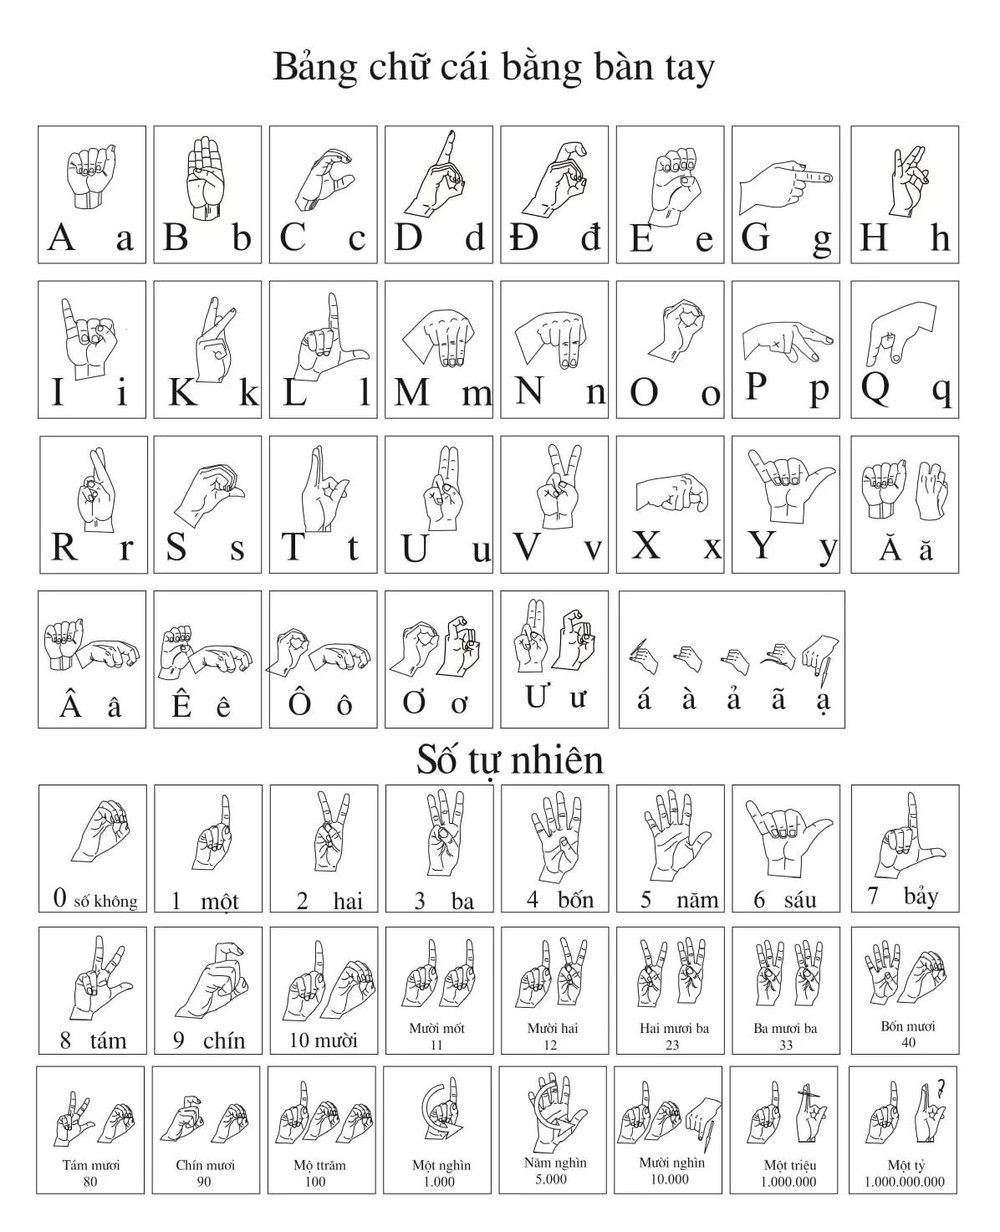 Bảng chữ cái bằng bàn tay
A a B b C c D d Đ đ E e G g H h
I i K k L l M m N n O o P p Q q
R r S s T t U u V v X x Y y Ă ă
Â â Ê ê Ô ô Ơ ơ Ư ư á à ả ã ạ
Số tự nhiên
0 số không 1 một 2 hai 3 ba 4 bốn 5 năm 6 sáu 7 bảy
8 tám 9 chín 10 mười
Mười mốt
11
Mười hai
12
Hai mươi ba
23
Ba mươi ba
33
Bốn mươi
40
Tám mươi
80
Chín mươi
90
Mộ ttrăm
100
Một nghìn
1.000
Năm nghìn
5.000
Mười nghìn
10.000
Một triệu
1.000.000
Một tỷ
1.000.000.000